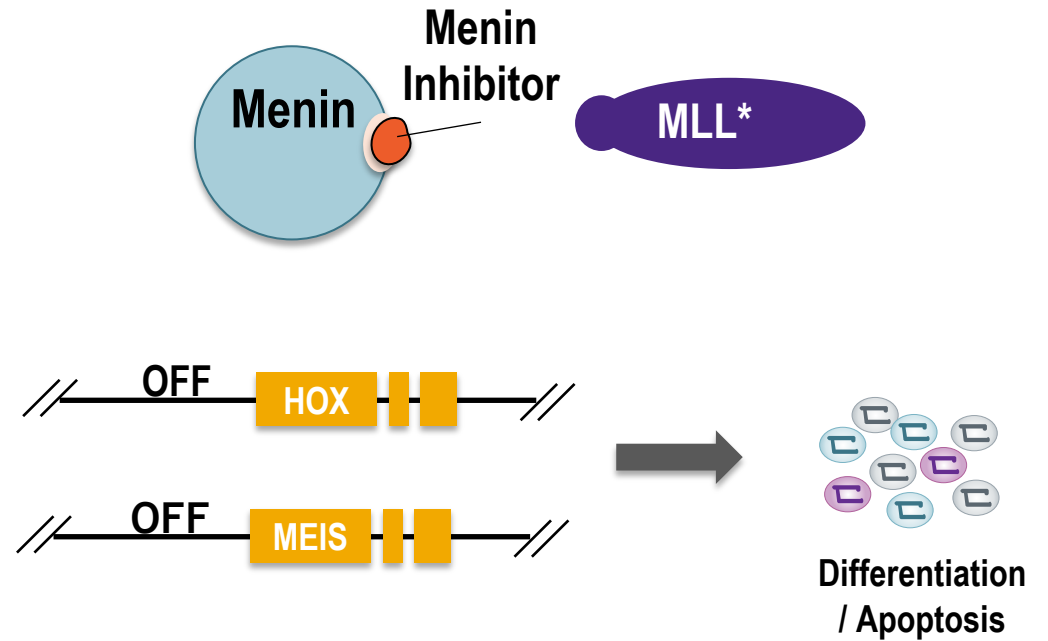 Menin
Inhibitor
Menin
MLL*
OFF
HOX
OFF
MEIS
Differentiation
/ Apoptosis